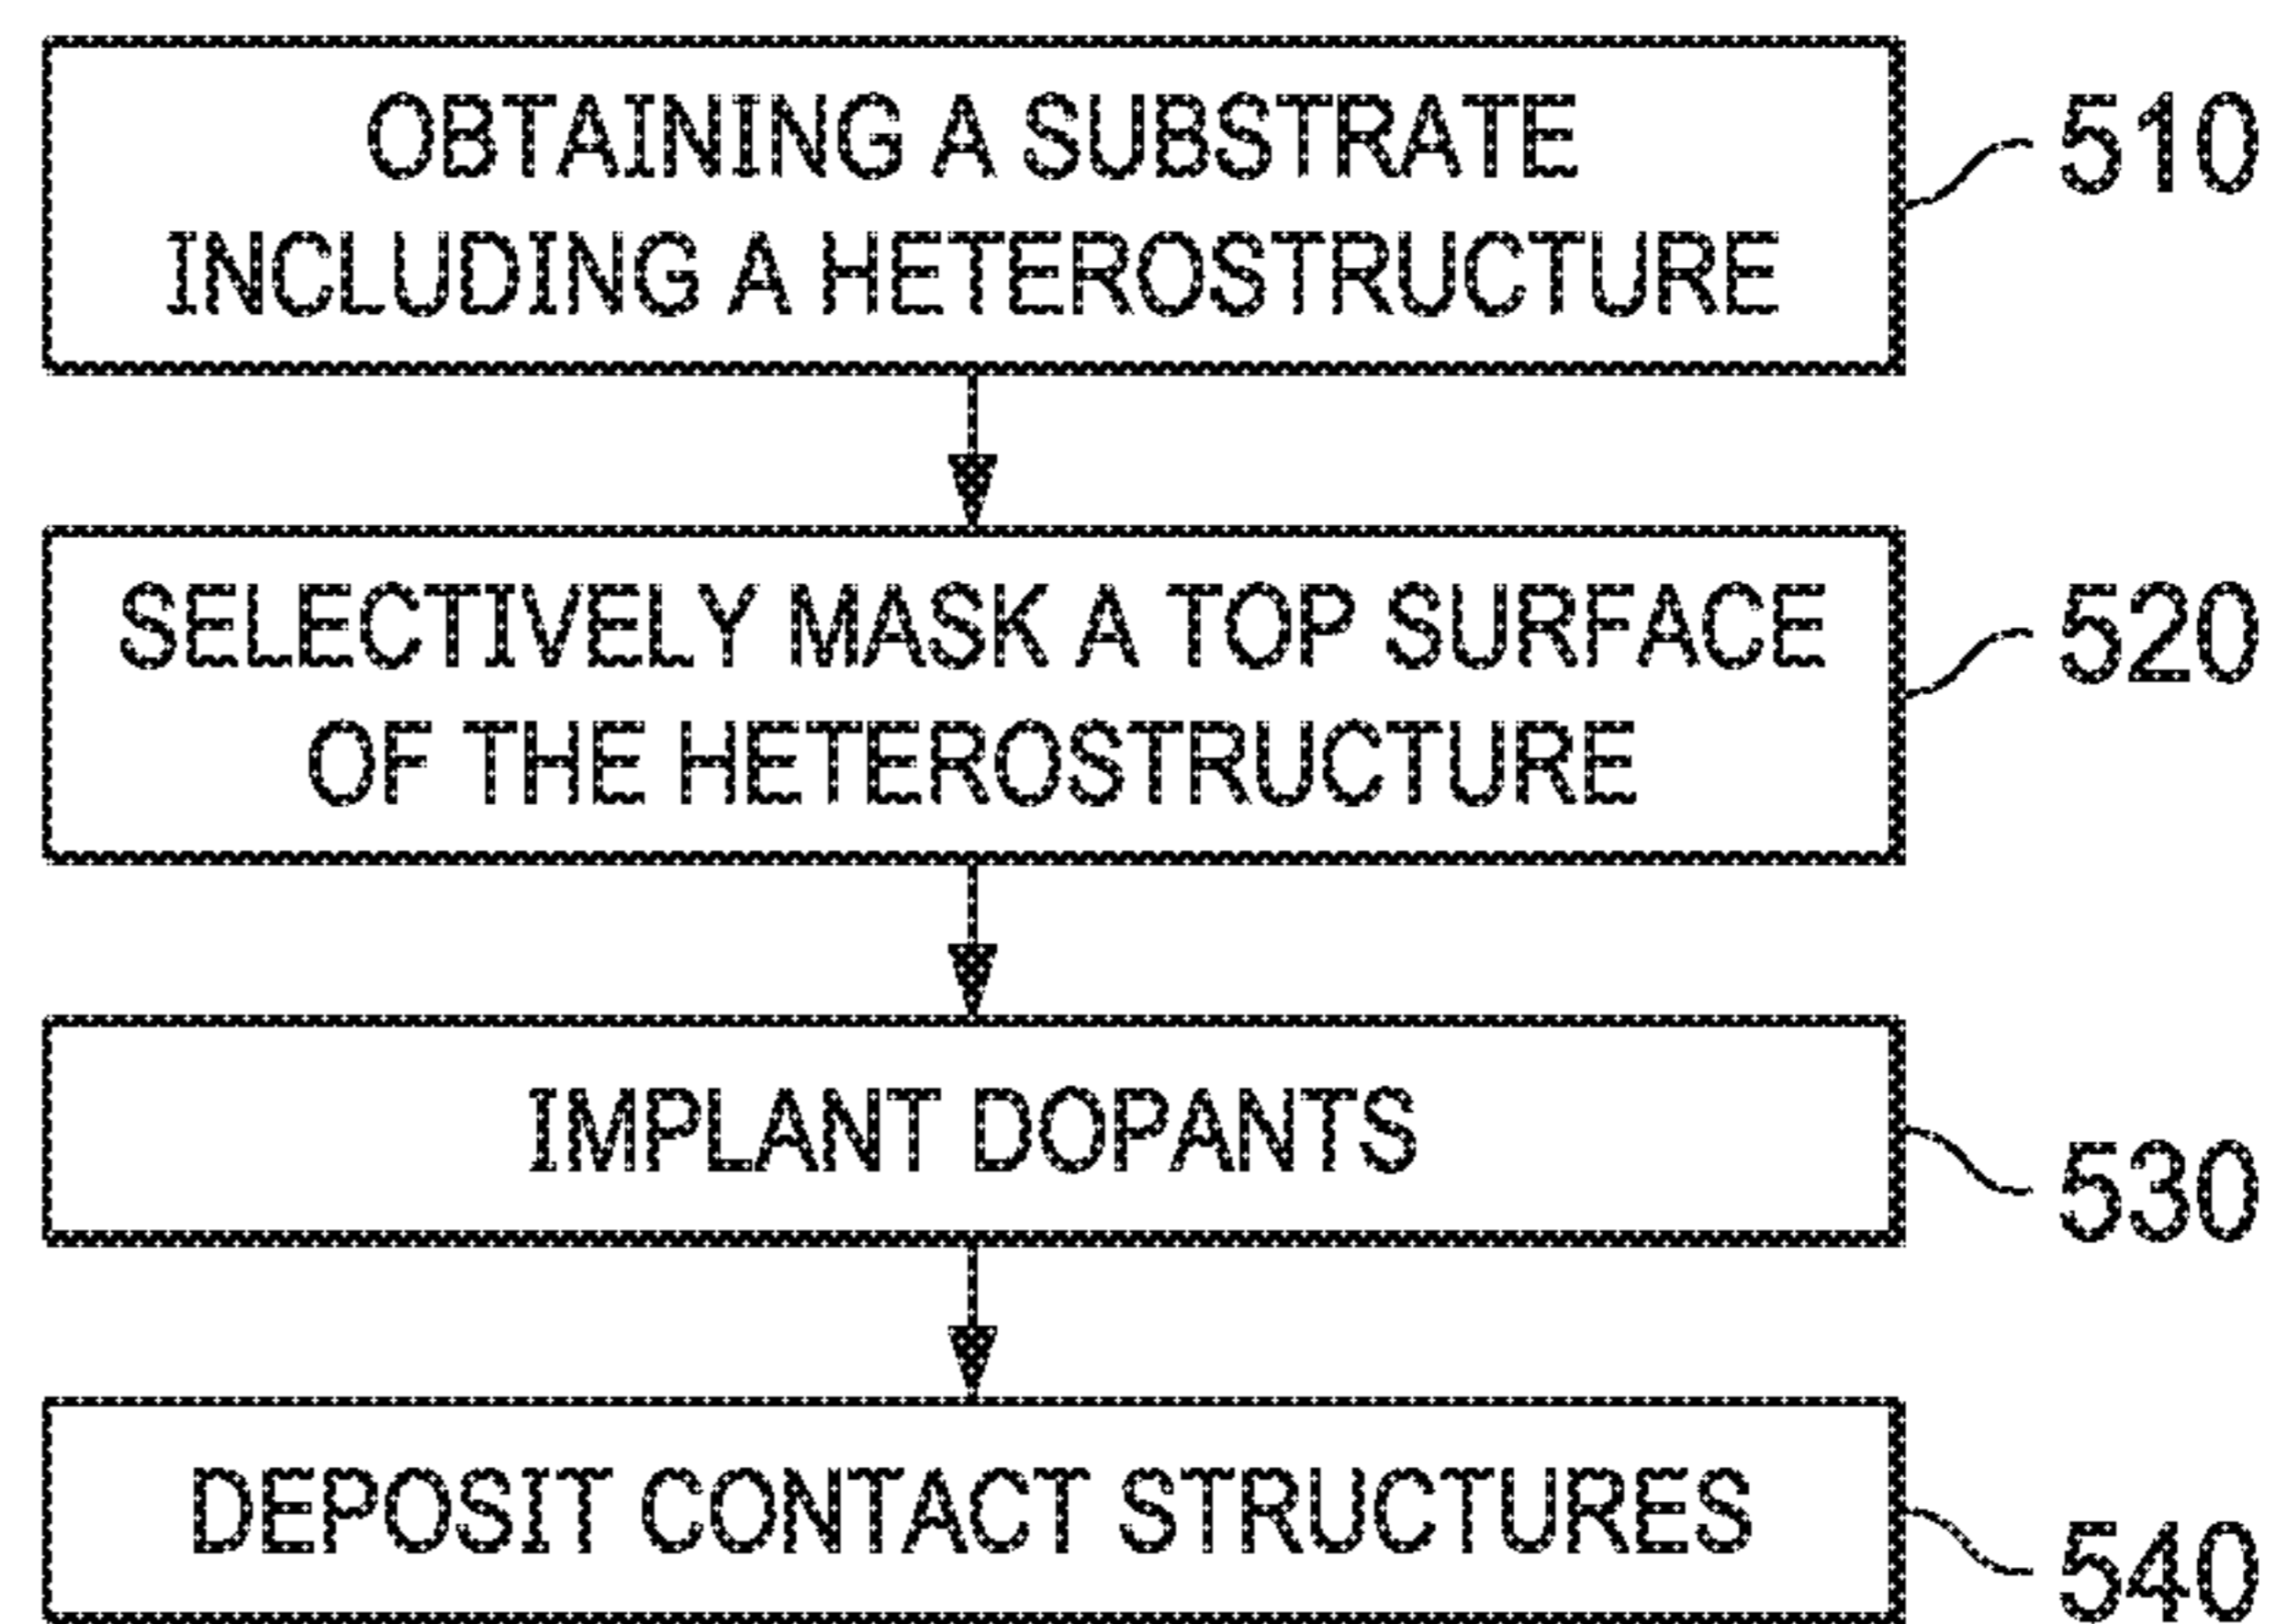 OBTAINING A SUBSTRATE
INCLUDING A HETEROSTRUCTURE
510
SELECTIVELY MASK A TOP SURFACE
OF THE HETEROSTRUCTURE
520
IMPLANT DOPANTS
530
DEPOSIT CONTACT STRUCTURES
540